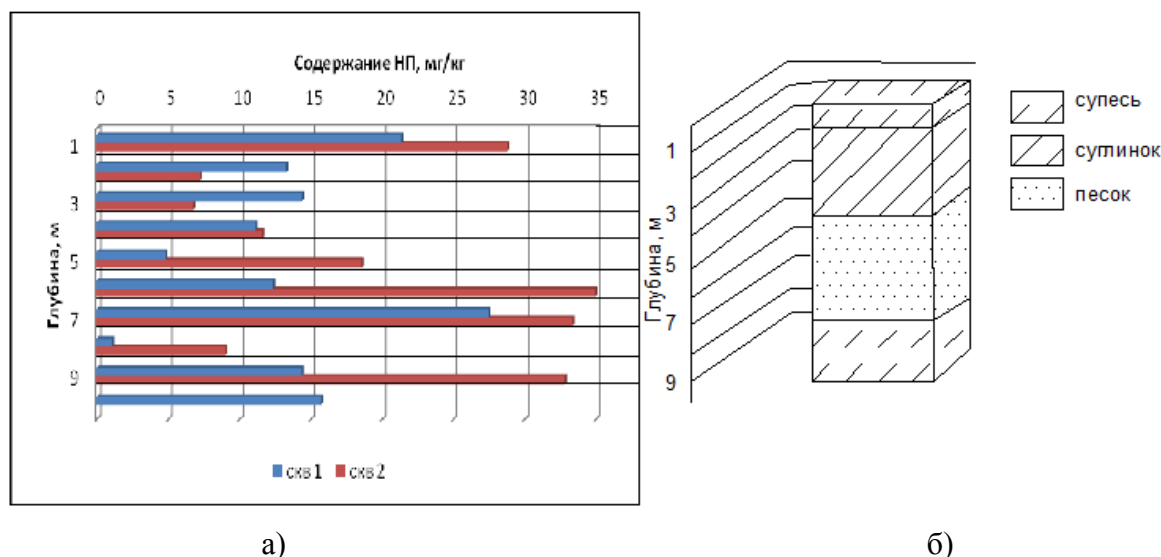 Содержание НП, мг/кг
0 5 10 15 20 25 30 35
Глубина, м
1
3
5
7
9
скв 1 скв 2
а)
Глубина, м
1
3
5
7
9
супесь
суглинок
песок
б)